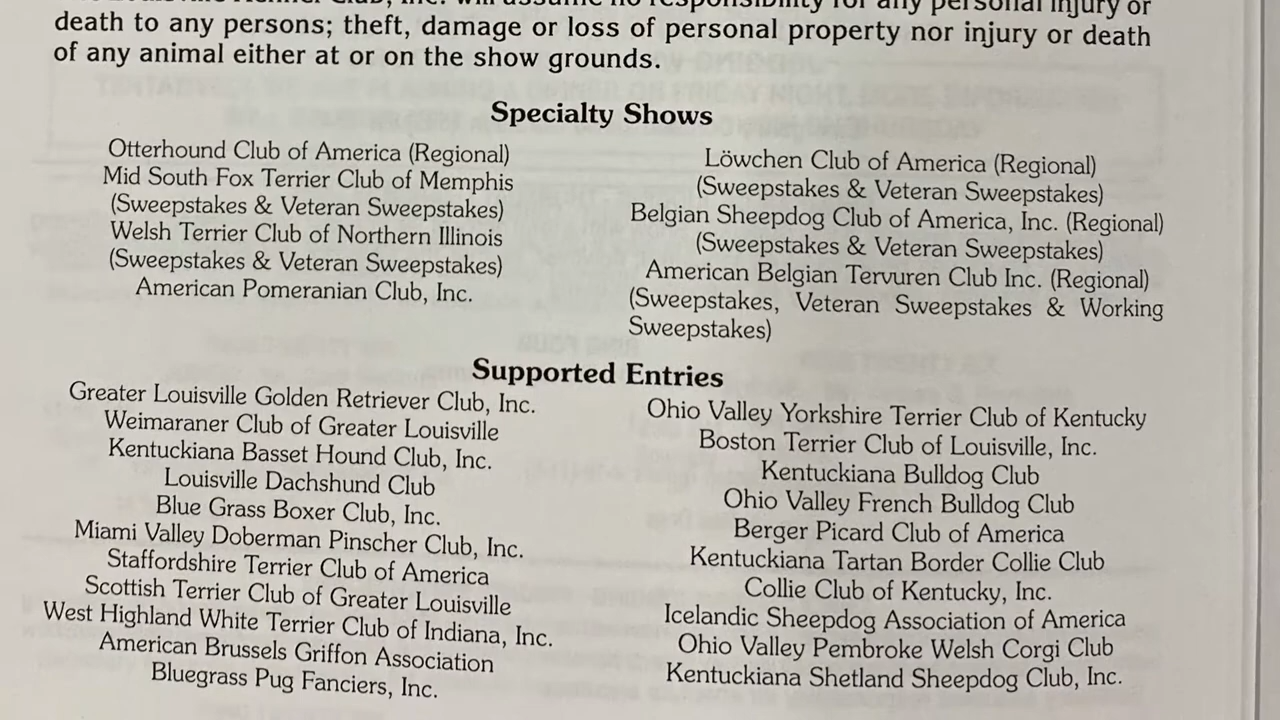 death to any persons; theft, damage or loss of personal property nor injury or death
of any animal either at or on the show grounds.
Specialty Shows
Otterhound Club of America (Regional)
Mid South Fox Terrier Club of Memphis
(Sweepstakes & Veteran Sweepstakes)
Welsh Terrier Club of Northern Illinois
(Sweepstakes & Veteran Sweepstakes)
American Pomeranian Club, Inc.
Löwchen Club of America (Regional)
(Sweepstakes & Veteran Sweepstakes)
Belgian Sheepdog Club of America, Inc. (Regional)
(Sweepstakes & Veteran Sweepstakes)
American Belgian Tervuren Club Inc. (Regional)
(Sweepstakes, Veteran Sweepstakes & Working
Sweepstakes)
Supported Entries
Greater Louisville Golden Retriever Club, Inc.
Weimaraner Club of Greater Louisville
Kentuckiana Basset Hound Club, Inc.
Louisville Dachshund Club
Blue Grass Boxer Club, Inc.
Miami Valley Doberman Pinscher Club, Inc.
Staffordshire Terrier Club of America
Scottish Terrier Club of Greater Louisville
West Highland White Terrier Club of Indiana, Inc.
American Brussels Griffon Association
Bluegrass Pug Fanciers, Inc.
Ohio Valley Yorkshire Terrier Club of Kentucky
Boston Terrier Club of Louisville, Inc.
Kentuckiana Bulldog Club
Ohio Valley French Bulldog Club
Berger Picard Club of America
Kentuckiana Tartan Border Collie Club
Collie Club of Kentucky, Inc.
Icelandic Sheepdog Association of America
Ohio Valley Pembroke Welsh Corgi Club
Kentuckiana Shetland Sheepdog Club, Inc.